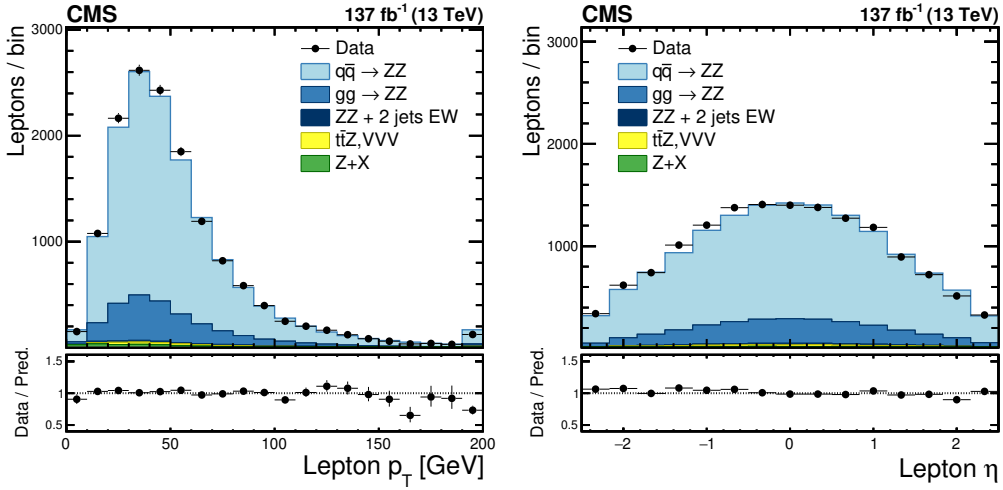 CMS 137 fb⁻¹ (13 TeV)
Leptons / bin
3000
2000
1000
Data
qq̅ → ZZ
gg → ZZ
ZZ + 2 jets EW
tt̅Z,VVV
Z+X
Data / Pred.
1.5
1
0.5
0 50 100 150 200
Lepton p_T [GeV]
CMS 137 fb⁻¹ (13 TeV)
Leptons / bin
3000
2000
1000
Data
qq̅ → ZZ
gg → ZZ
ZZ + 2 jets EW
tt̅Z,VVV
Z+X
Data / Pred.
1.5
1
0.5
−2 −1 0 1 2
Lepton η